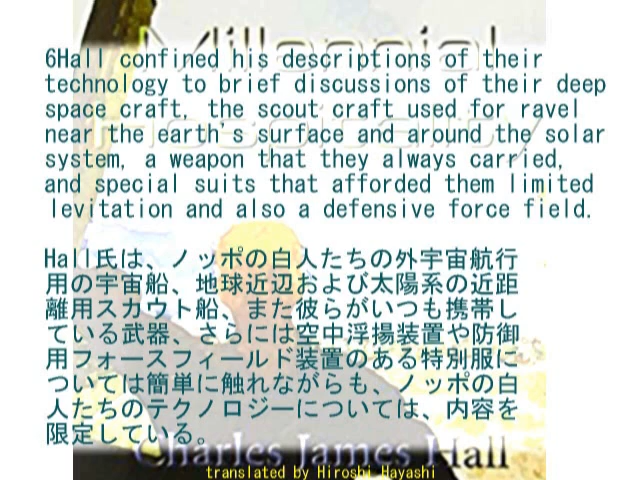 Millennial
Hospitality
6Hall confined his descriptions of their
technology to brief discussions of their deep
space craft, the scout craft used for ravel
near the earth's surface and around the solar
system, a weapon that they always carried,
and special suits that afforded them limited
levitation and also a defensive force field.
Hall氏は、ノッポの白人たちの外宇宙航行
用の宇宙船、地球近辺および太陽系の近距
離用スカウト船、また彼らがいつも携帯し
ている武器、さらには空中浮揚装置や防御
用フォースフィールド装置のある特別服に
ついては簡単に触れながらも、ノッポの白
人たちのテクノロジーについては、内容を
限定している。
Charles James Hall
translated by Hiroshi Hayashi